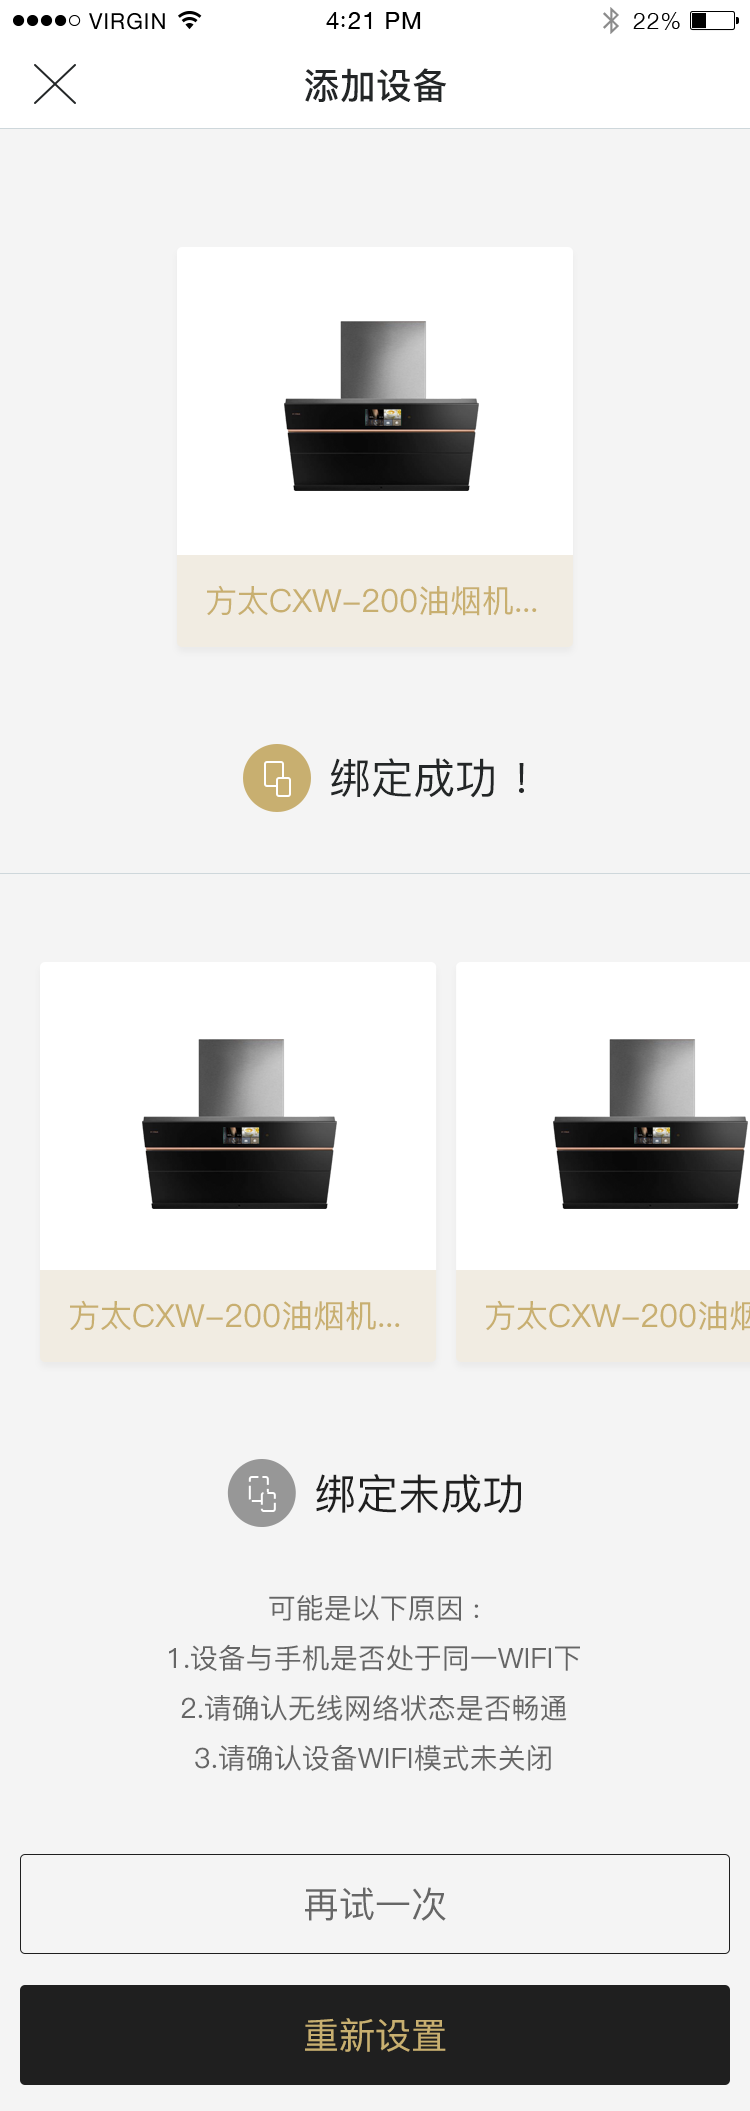 VIRGIN 4:21 PM 22%
添加设备
方太CXW-200油烟机...
绑定成功！
方太CXW-200油烟机...
方太CXW-200油烟
绑定未成功
可能是以下原因：
1.设备与手机是否处于同一WIFI下
2.请确认无线网络状态是否畅通
3.请确认设备WIFI模式未关闭
再试一次
重新设置